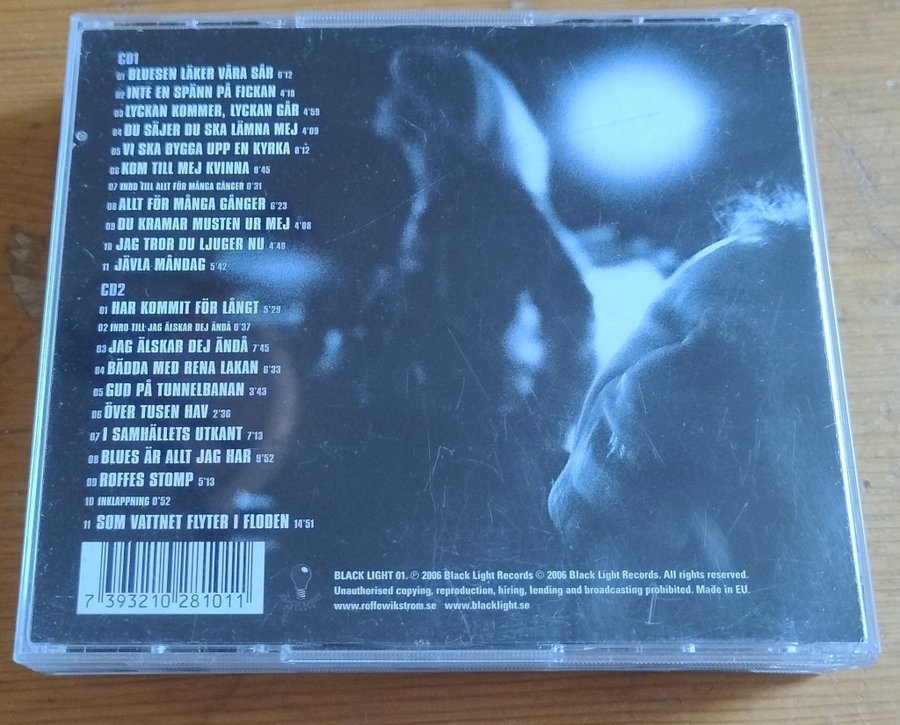 CD1
01 BLUESEN LÄKER VÅRA SÅR 6'12
02 INTE EN SPÄNN PÅ FICKAN 4'18
03 LYCKAN KOMMER, LYCKAN GÅR 4'59
04 DU SÄJER DU SKA LÄMNA MEJ 4'09
05 VI SKA BYGGA UPP EN KYRKA 8'12
06 KOM TILL MEJ KVINNA 8'45
07 INRO TILL ALLT FÖR MÅNGA GÅNGER 0'31
08 ALLT FÖR MÅNGA GÅNGER 6'23
09 DU KRAMAR MUSTEN UR MEJ 4'08
10 JAG TROR DU LJUGER NU 4'49
11 JÄVLA MÅNDAG 5'42
CD2
01 HAR KOMMIT FÖR LÅNGT 5'29
02 INRO TILL JAG ÄLSKAR DEJ ÄNDÅ 0'37
03 JAG ÄLSKAR DEJ ÄNDÅ 7'45
04 BÄDDA MED RENA LAKAN 6'33
05 GUD PÅ TUNNELBANAN 3'43
06 ÖVER TUSEN HAV 2'36
07 I SAMHÄLLETS UTKANT 7'13
08 BLUES ÄR ALLT JAG HAR 9'52
09 ROFFES STOMP 5'13
10 INKLAPPNING 0'52
11 SOM VATTNET FLYTER I FLODEN 14'51
7 393210 281011
BLACK LIGHT 01. ℗ 2006 Black Light Records © 2006 Black Light Records. All rights reserved.
Unauthorised copying, reproduction, hiring, lending and broadcasting prohibited. Made in EU.
www.roffewikstrom.se www.blacklight.se